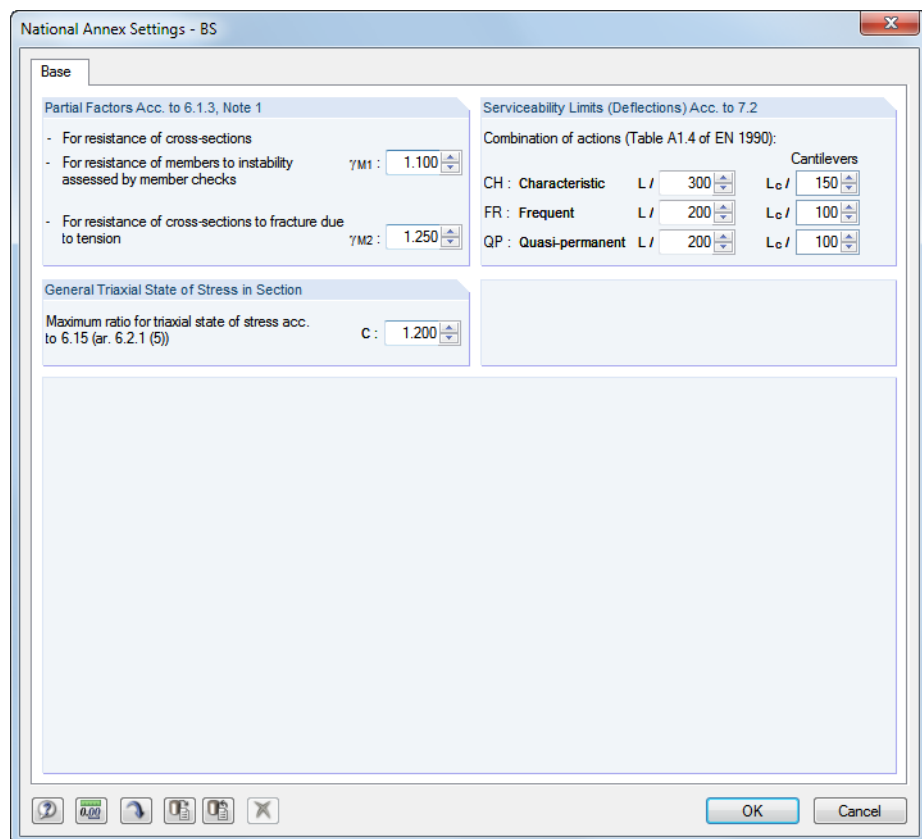 National Annex Settings - BS
Base
Partial Factors Acc. to 6.1.3, Note 1
- For resistance of cross-sections
- For resistance of members to instability
assessed by member checks
γM1 : 1.100
- For resistance of cross-sections to fracture due
to tension
γM2 : 1.250
Serviceability Limits (Deflections) Acc. to 7.2
Combination of actions (Table A1.4 of EN 1990):
Cantilevers
CH : Characteristic L / 300 Lc / 150
FR : Frequent L / 200 Lc / 100
QP : Quasi-permanent L / 200 Lc / 100
General Triaxial State of Stress in Section
Maximum ratio for triaxial state of stress acc.
to 6.15 (ar. 6.2.1 (5))
C : 1.200
0.00
OK Cancel